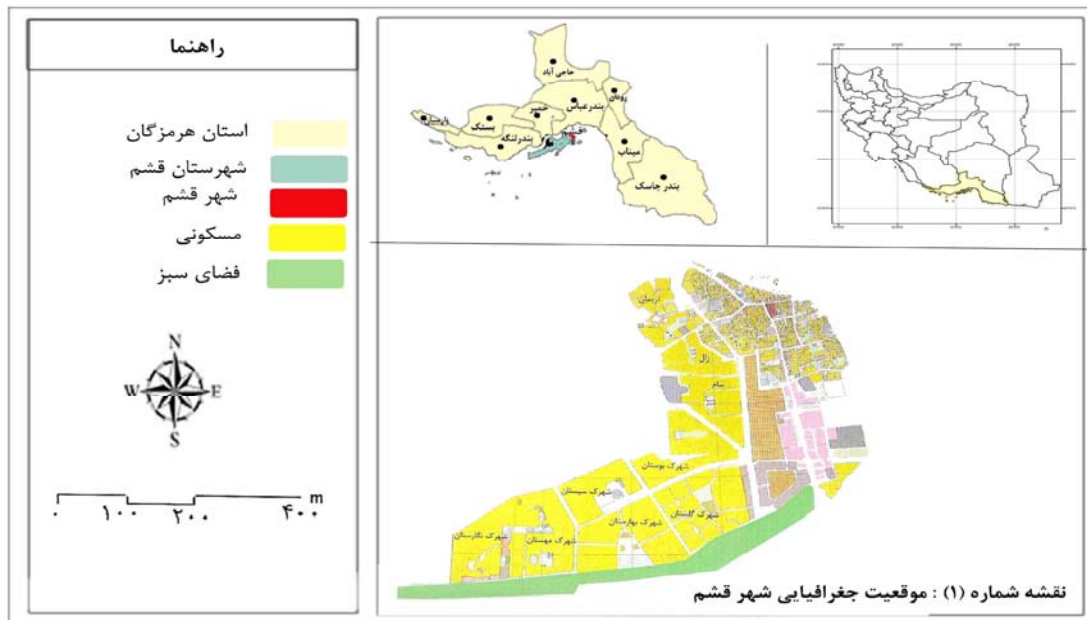 راهنما
استان هرمزگان
شهرستان قشم
شهر قشم
مسکونی
فضای سبز
N
W
E
S
m
۰ ۱۰۰ ۲۰۰ ۴۰۰
حاجی آباد
رودان
بندرعباس
خمیر
بستک
پارسیان
بندرلنگه
قشم
میناب
بندر جاسک
نریمان
زال
سام
شهرک بوستان
شهرک سیستان
شهرک گلستان
شهرک بهارستان
شهرک مهستان
شهرک نگارستان
نقشه شماره (۱) : موقعیت جغرافیایی شهر قشم